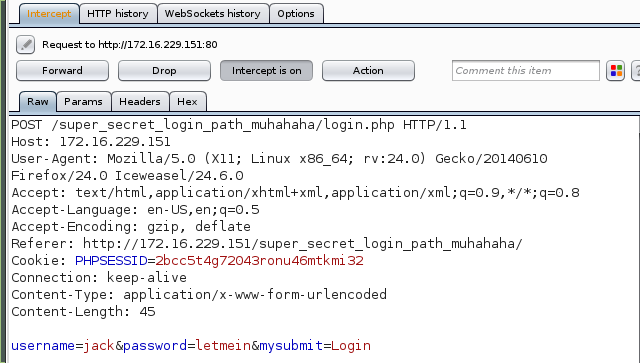 Intercept HTTP history WebSockets history Options
Request to http://172.16.229.151:80
Forward Drop Intercept is on Action Comment this item
Raw Params Headers Hex
POST /super_secret_login_path_muhahaha/login.php HTTP/1.1
Host: 172.16.229.151
User-Agent: Mozilla/5.0 (X11; Linux x86_64; rv:24.0) Gecko/20140610
Firefox/24.0 Iceweasel/24.6.0
Accept: text/html,application/xhtml+xml,application/xml;q=0.9,*/*;q=0.8
Accept-Language: en-US,en;q=0.5
Accept-Encoding: gzip, deflate
Referer: http://172.16.229.151/super_secret_login_path_muhahaha/
Cookie: PHPSESSID=2bcc5t4g72043ronu46mtkmi32
Connection: keep-alive
Content-Type: application/x-www-form-urlencoded
Content-Length: 45
username=jack&password=letmein&mysubmit=Login